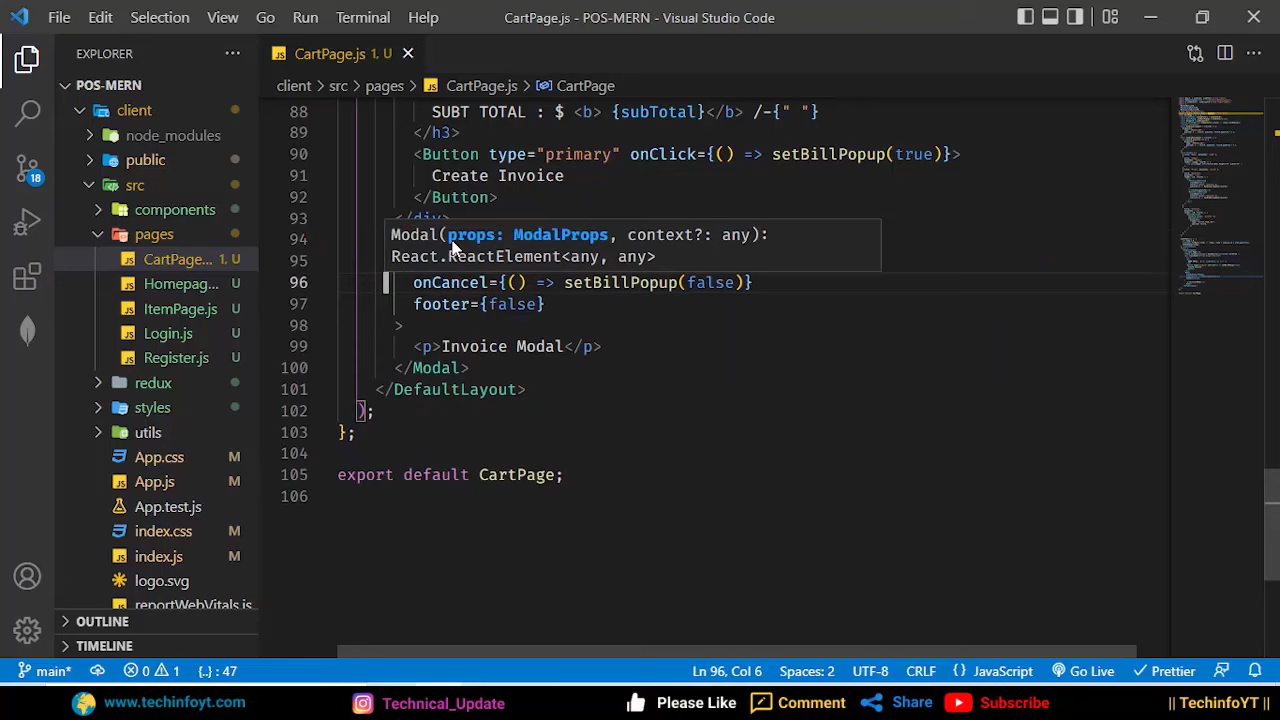 File Edit Selection View Go Run Terminal Help
CartPage.js - POS-MERN - Visual Studio Code
EXPLORER
POS-MERN
client
node_modules
public
src
components
pages
CartPage... 1, U
Homepag... U
ItemPage.js U
Login.js U
Register.js U
redux
styles
utils
App.css M
App.js M
App.test.js
index.css M
index.js M
logo.svg
reportWebVitals.js
OUTLINE
TIMELINE
18
JS CartPage.js 1, U
client > src > pages > JS CartPage.js > CartPage
88 SUBT TOTAL : $ <b> {subTotal}</b> /-{" "}
89 </h3>
90 <Button type="primary" onClick={() => setBillPopup(true)}>
91 Create Invoice
92 </Button>
93 </div>
94 Modal(props: ModalProps, context?: any):
95 React.ReactElement<any, any>
96 onCancel={() => setBillPopup(false)}
97 footer={false}
98 >
99 <p>Invoice Modal</p>
100 </Modal>
101 </DefaultLayout>
102 );
103 };
104
105 export default CartPage;
106
main* 0 1 {..} : 47 Ln 96, Col 6 Spaces: 2 UTF-8 CRLF {} JavaScript Go Live Prettier
www.techinfoyt.com Technical_Update Please Like Comment Share Subscribe || TechinfoYT ||